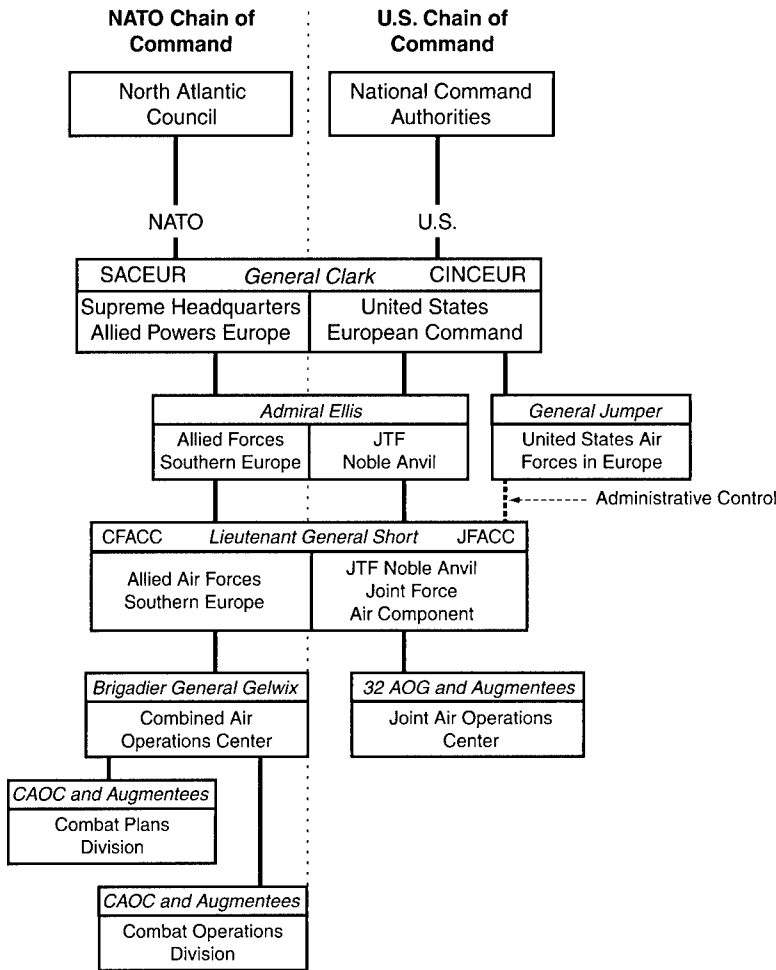 NATO Chain of
Command
U.S. Chain of
Command
North Atlantic
Council
National Command
Authorities
NATO
U.S.
SACEUR General Clark CINCEUR
Supreme Headquarters
Allied Powers Europe
United States
European Command
Admiral Ellis
Allied Forces
Southern Europe
JTF
Noble Anvil
General Jumper
United States Air
Forces in Europe
Administrative Control
CFACC Lieutenant General Short JFACC
Allied Air Forces
Southern Europe
JTF Noble Anvil
Joint Force
Air Component
Brigadier General Gelwix
Combined Air
Operations Center
32 AOG and Augmentees
Joint Air Operations
Center
CAOC and Augmentees
Combat Plans
Division
CAOC and Augmentees
Combat Operations
Division